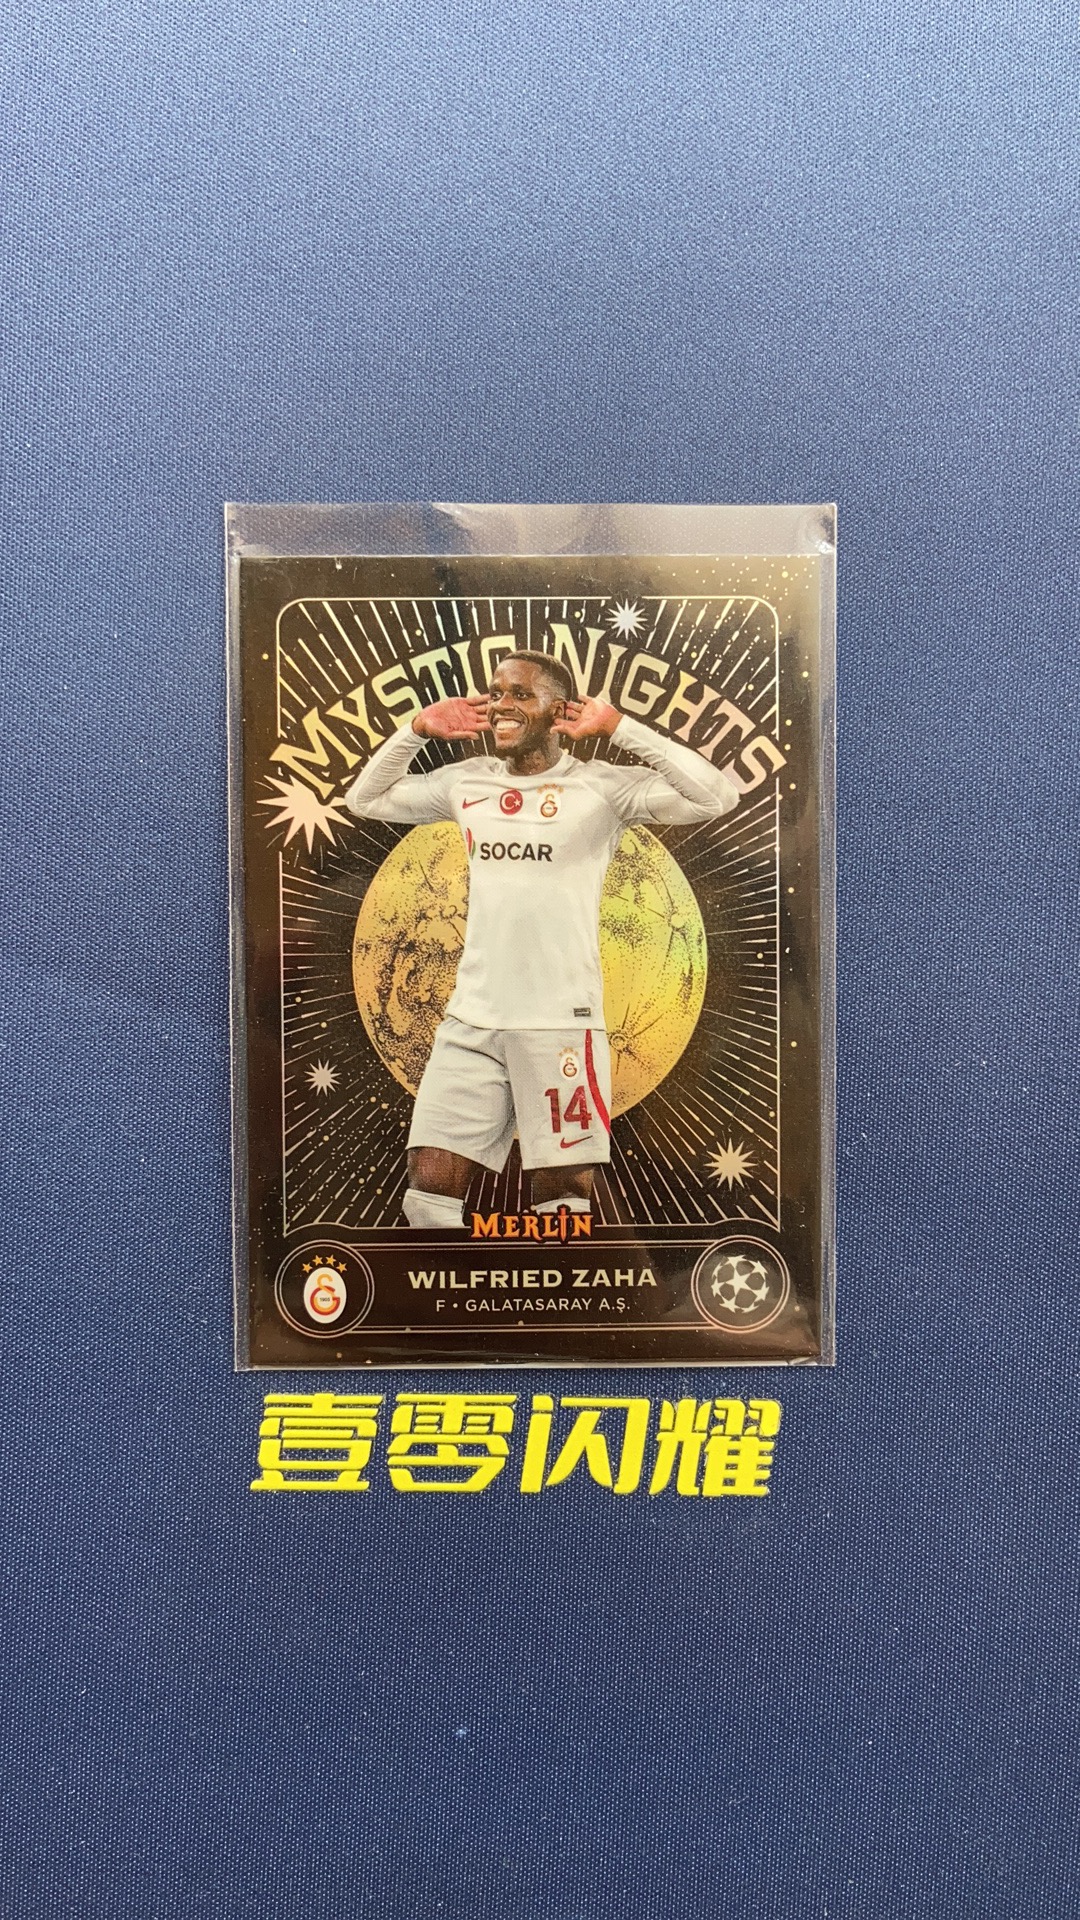 MYSTIC NIGHTS
SOCAR
14
MERLIN
WILFRIED ZAHA
F • GALATASARAY A.Ş.
壹零闪耀